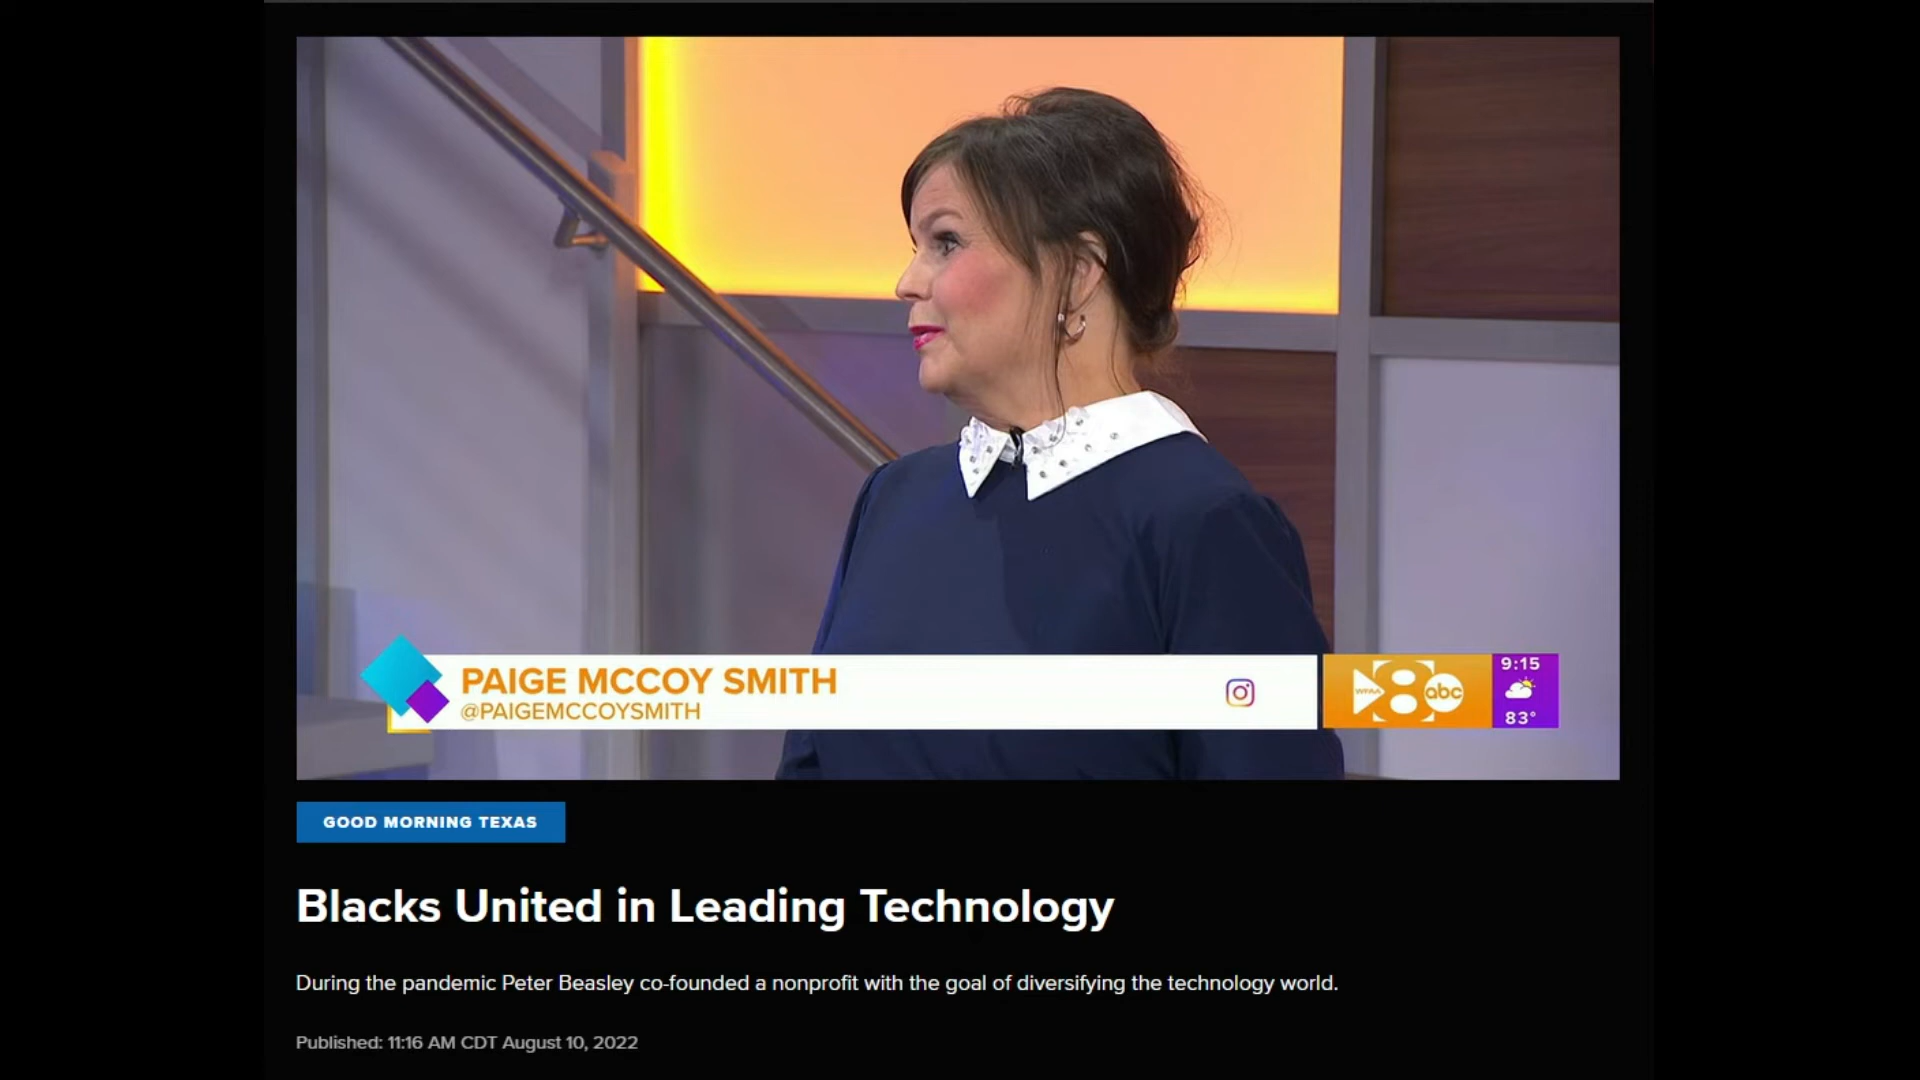 PAIGE MCCOY SMITH
@PAIGEMCCOYSMITH
WFAA 8 abc
9:15
83°
GOOD MORNING TEXAS
Blacks United in Leading Technology
During the pandemic Peter Beasley co-founded a nonprofit with the goal of diversifying the technology world.
Published: 11:16 AM CDT August 10, 2022